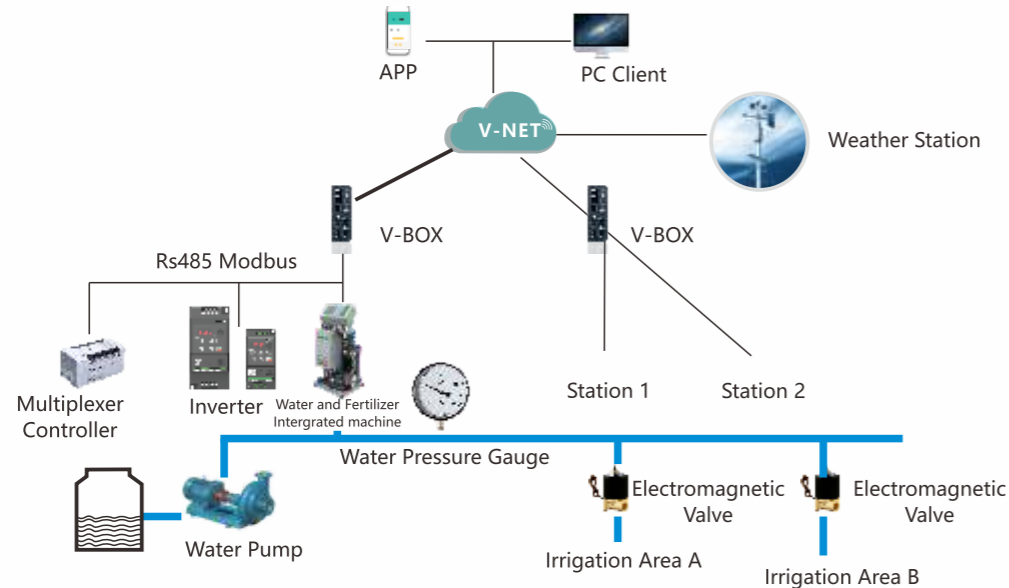 APP
PC Client
V-NET
Weather Station
V-BOX
V-BOX
Rs485 Modbus
Multiplexer
Controller
Inverter
Water and Fertilizer
Intergrated machine
Station 1
Station 2
Water Pressure Gauge
Electromagnetic
Valve
Electromagnetic
Valve
Water Pump
Irrigation Area A
Irrigation Area B